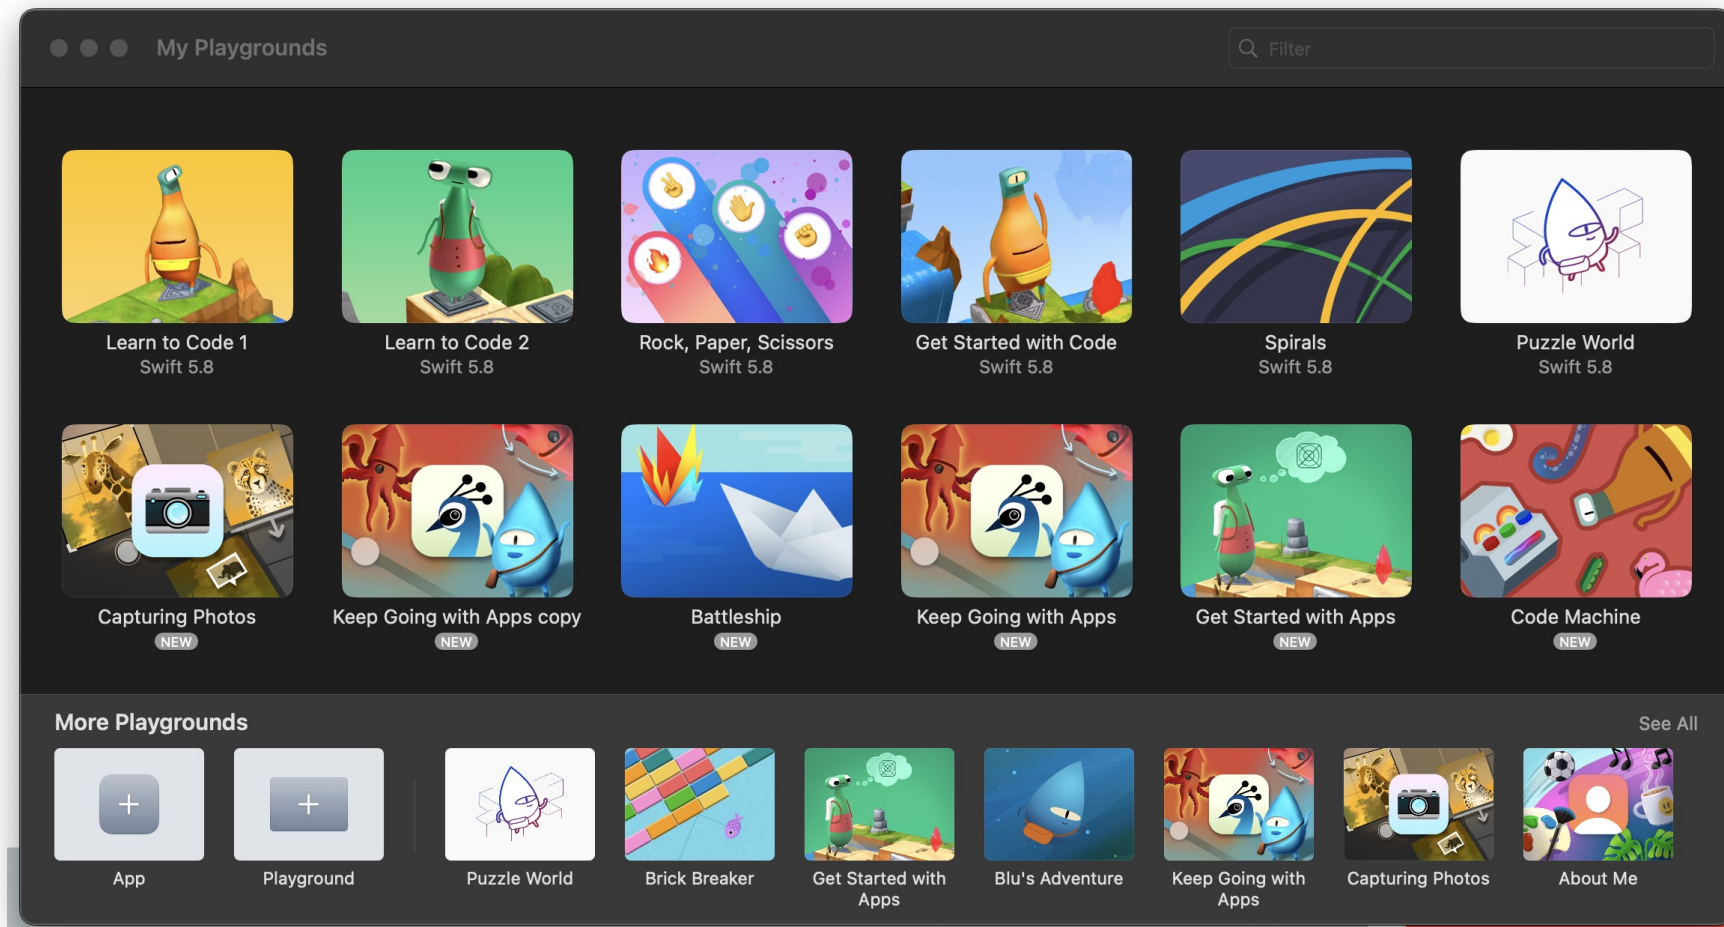 My Playgrounds
Filter
Learn to Code 1
Swift 5.8
Learn to Code 2
Swift 5.8
Rock, Paper, Scissors
Swift 5.8
Get Started with Code
Swift 5.8
Spirals
Swift 5.8
Puzzle World
Swift 5.8
Capturing Photos
NEW
Keep Going with Apps copy
NEW
Battleship
NEW
Keep Going with Apps
NEW
Get Started with Apps
NEW
Code Machine
NEW
More Playgrounds
See All
App
Playground
Puzzle World
Brick Breaker
Get Started with
Apps
Blu's Adventure
Keep Going with
Apps
Capturing Photos
About Me